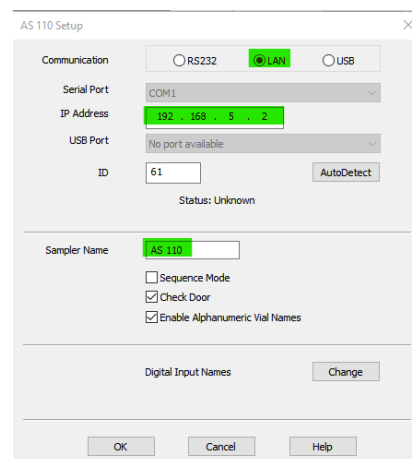 AS 110 Setup
Communication RS232 LAN USB
Serial Port COM1
IP Address 192 . 168 . 5 . 2
USB Port No port available
ID 61 AutoDetect
Status: Unknown
Sampler Name AS 110
Sequence Mode
Check Door
Enable Alphanumeric Vial Names
Digital Input Names Change
OK Cancel Help